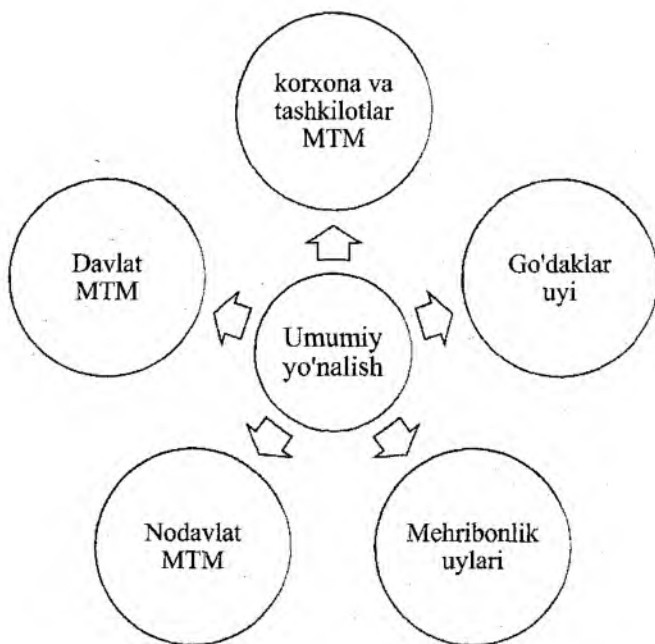 korxona va
tashkilotlar
MTM
Davlat
MTM
Go'daklar
uyi
Umumiy
yo'nalish
Nodavlat
MTM
Mehribonlik
uylari